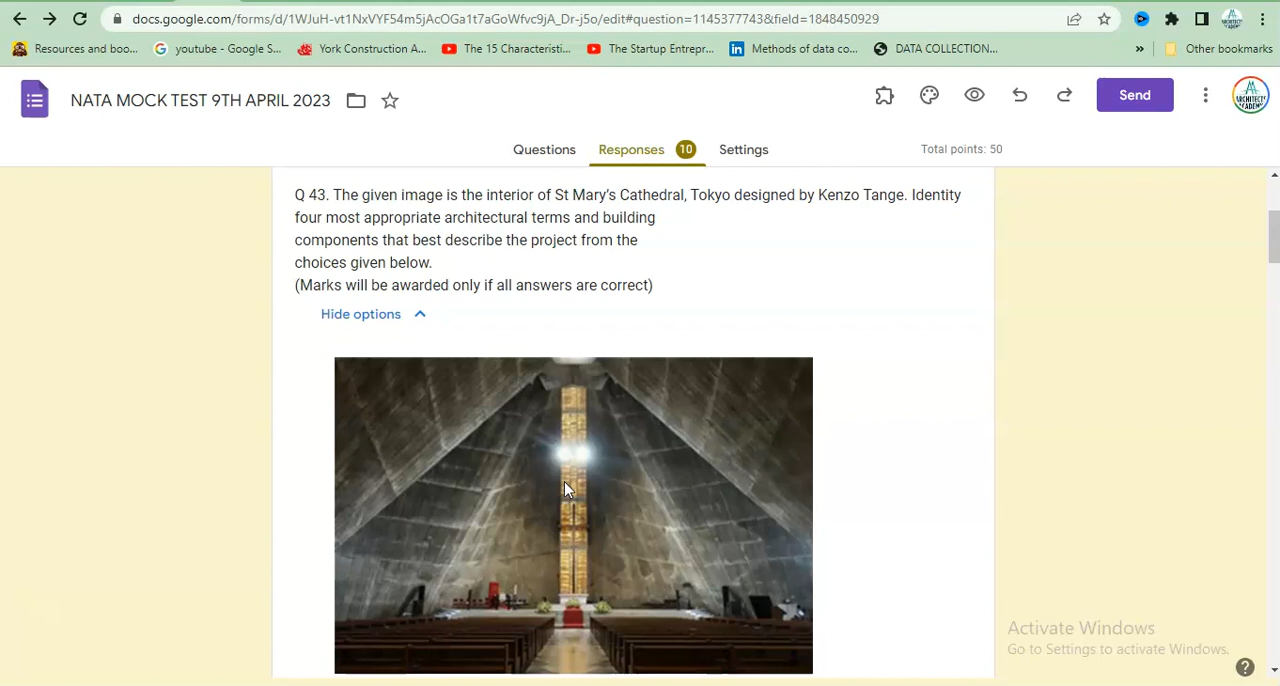 docs.google.com/forms/d/1WJuH-vt1NxVYF54m5jAcOGa1t7aGoWfvc9jA_Dr-j5o/edit#question=1145377743&field=1848450929
Resources and boo...
youtube - Google S...
York Construction A...
The 15 Characteristi...
The Startup Entrepr...
Methods of data co...
DATA COLLECTION...
»
Other bookmarks
NATA MOCK TEST 9TH APRIL 2023
Send
ARCHITECT'S ACADEMY
Questions
Responses 10
Settings
Total points: 50
Q 43. The given image is the interior of St Mary's Cathedral, Tokyo designed by Kenzo Tange. Identity
four most appropriate architectural terms and building
components that best describe the project from the
choices given below.
(Marks will be awarded only if all answers are correct)
Hide options
Activate Windows
Go to Settings to activate Windows.